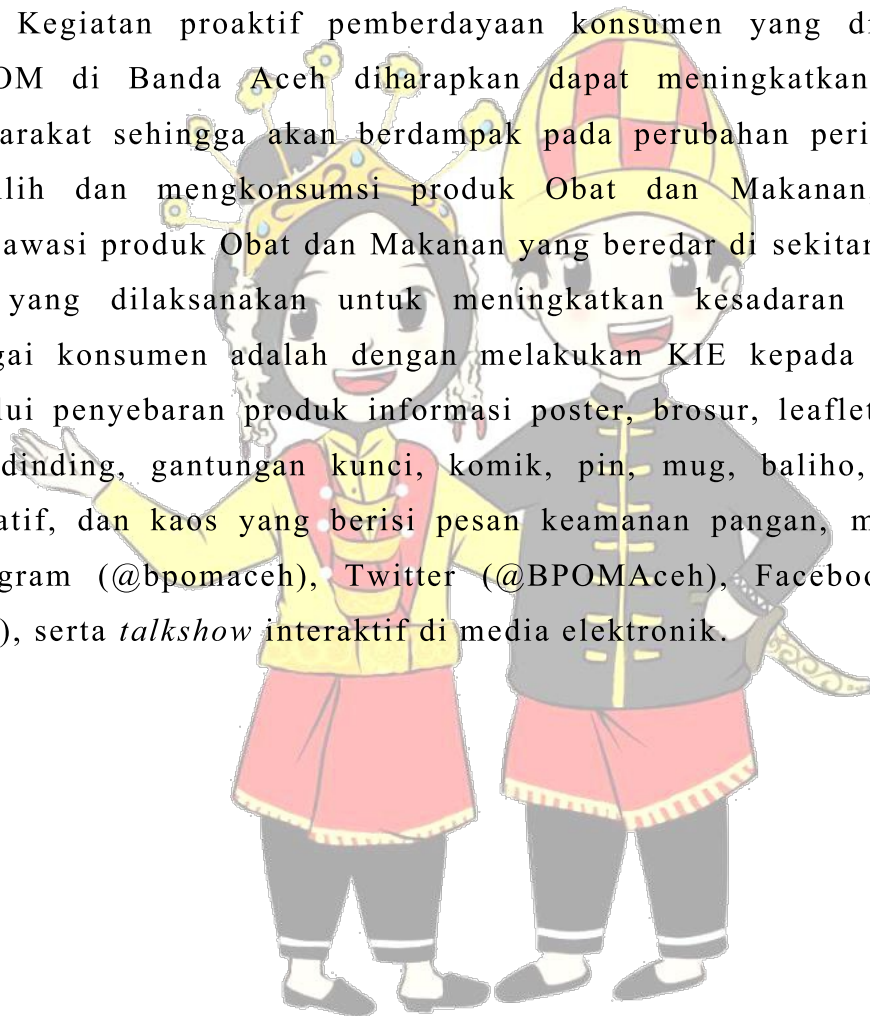 Kegiatan proaktif pemberdayaan konsumen yang di
OM di Banda Aceh diharapkan dapat meningkatkan
arakat sehingga akan berdampak pada perubahan peri
ilih dan mengkonsumsi produk Obat dan Makanan
awasi produk Obat dan Makanan yang beredar di sekitar
yang dilaksanakan untuk meningkatkan kesadaran
gai konsumen adalah dengan melakukan KIE kepada
lui penyebaran produk informasi poster, brosur, leaflet
dinding, gantungan kunci, komik, pin, mug, baliho,
atif, dan kaos yang berisi pesan keamanan pangan, m
gram (@bpomaceh), Twitter (@BPOMAceh), Faceboo
), serta talkshow interaktif di media elektronik.